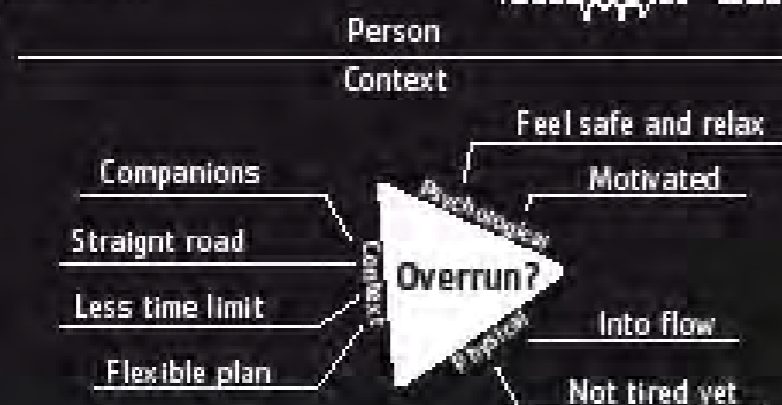 Person
Context
Feel safe and relax
Companions
Psychological
Motivated
Straignt road
Context
Overrun?
Less time limit
Physical
Into flow
Flexible plan
Not tired yet